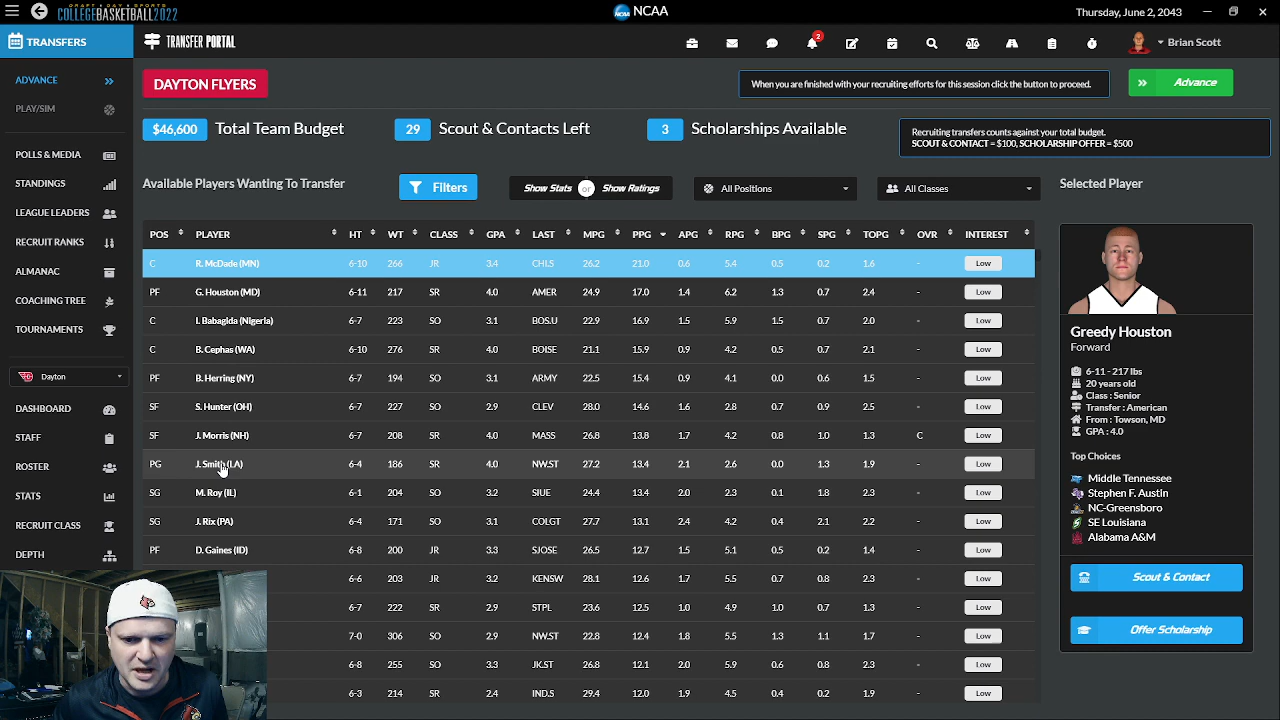 DRAFT DAY SPORTS
COLLEGE BASKETBALL 2022
NCAA
Thursday, June 2, 2043
TRANSFERS
TRANSFER PORTAL
2
Brian Scott
ADVANCE
PLAY/SIM
POLLS & MEDIA
STANDINGS
LEAGUE LEADERS
RECRUIT RANKS
ALMANAC
COACHING TREE
TOURNAMENTS
Dayton
DASHBOARD
STAFF
ROSTER
STATS
RECRUIT CLASS
DEPTH
DAYTON FLYERS
When you are finished with your recruiting efforts for this session click the button to proceed.
Advance
$46,600 Total Team Budget
29 Scout & Contacts Left
3 Scholarships Available
Recruiting transfers counts against your total budget.
SCOUT & CONTACT = $100, SCHOLARSHIP OFFER = $500
Available Players Wanting To Transfer
Filters
Show Stats or Show Ratings
All Positions
All Classes
POS PLAYER HT WT CLASS GPA LAST MPG PPG APG RPG BPG SPG TOPG OVR INTEREST
C R. McDade (MN) 6-10 266 JR 3.4 CHLS 26.2 21.0 0.6 5.4 0.5 0.2 1.6 - Low
PF G. Houston (MD) 6-11 217 SR 4.0 AMER 24.9 17.0 1.4 6.2 1.3 0.7 2.4 - Low
C I. Babagida (Nigeria) 6-7 223 SO 3.1 BOS.U 22.9 16.9 1.5 5.9 1.5 0.7 2.0 - Low
C B. Cephas (WA) 6-10 276 SR 4.0 BOISE 21.1 15.9 0.9 4.2 0.5 0.7 2.1 - Low
PF B. Herring (NY) 6-7 194 SO 3.1 ARMY 22.5 15.4 0.9 4.1 0.0 0.6 1.5 - Low
SF S. Hunter (OH) 6-7 227 SO 2.9 CLEV 28.0 14.6 1.6 2.8 0.7 0.9 2.5 - Low
SF J. Morris (NH) 6-7 208 SR 4.0 MASS 26.8 13.8 1.7 4.2 0.8 1.0 1.3 C Low
PG J. Smith (LA) 6-4 186 SR 4.0 NW.ST 27.2 13.4 2.1 2.6 0.0 1.3 1.9 - Low
SG M. Roy (IL) 6-1 204 SO 3.2 SIUE 24.4 13.4 2.0 2.3 0.1 1.8 2.3 - Low
SG J. Rix (PA) 6-4 171 SO 3.1 COLGT 27.7 13.1 2.4 4.2 0.4 2.1 2.2 - Low
PF D. Gaines (ID) 6-8 200 JR 3.3 SJOSE 26.5 12.7 1.5 5.1 0.5 0.2 1.4 - Low
6-6 203 JR 3.2 KENSW 28.1 12.6 1.7 5.5 0.7 0.8 2.3 - Low
6-7 222 SR 2.9 STPL 23.6 12.5 1.0 4.9 1.0 0.7 2.3 - Low
7-0 SO 2.9 NW.ST 22.8 12.4 1.8 5.5 1.3 1.1 1.7 - Low
6-8 SO 3.3 JK.ST 26.8 12.1 2.0 5.9 0.6 0.8 2.3 - Low
6-3 214 SR 2.4 IND.S 29.4 12.0 1.9 4.5 0.4 0.2 1.9 - Low
Selected Player
Greedy Houston
Forward
6-11 - 217 lbs
20 years old
Class : Senior
Transfer : American
From : Towson, MD
GPA : 4.0
Top Choices
Middle Tennessee
Stephen F. Austin
NC-Greensboro
SE Louisiana
Alabama A&M
Scout & Contact
Offer Scholarship